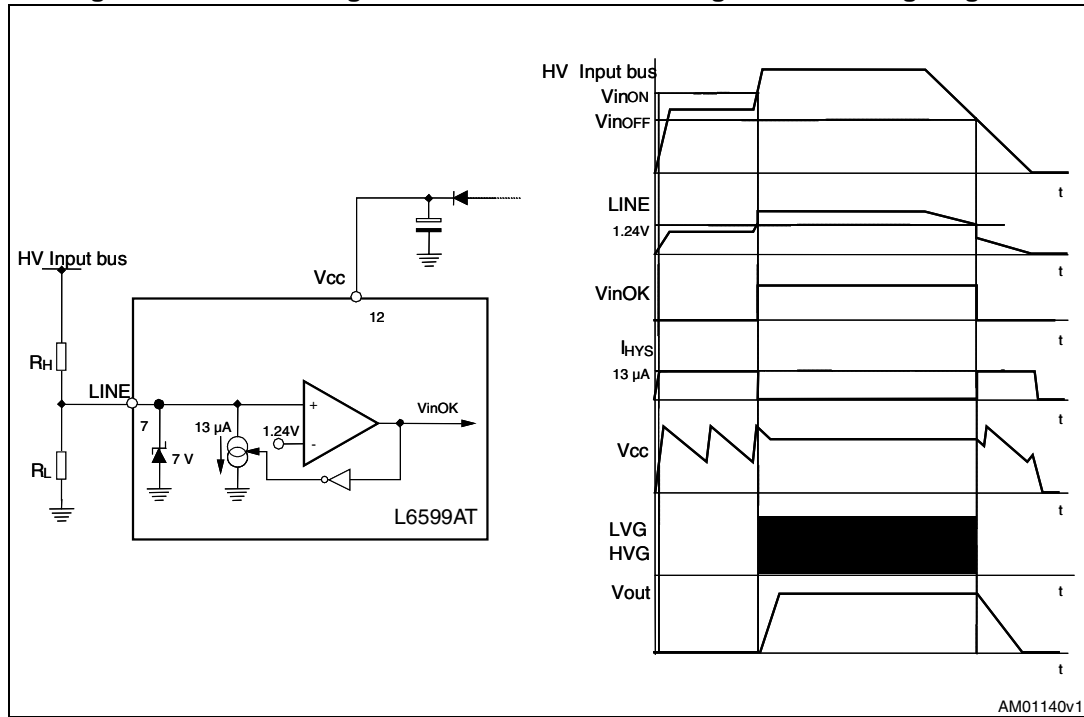 HV Input bus
VinON
VinOFF
t
LINE
1.24V
t
VinOK
t
IHYS
13 µA
t
Vcc
t
LVG
HVG
t
Vout
t
HV Input bus
RH
RL
LINE
7
7 V
13 µA
1.24V
+
-
VinOK
Vcc
12
L6599AT
AM01140v1